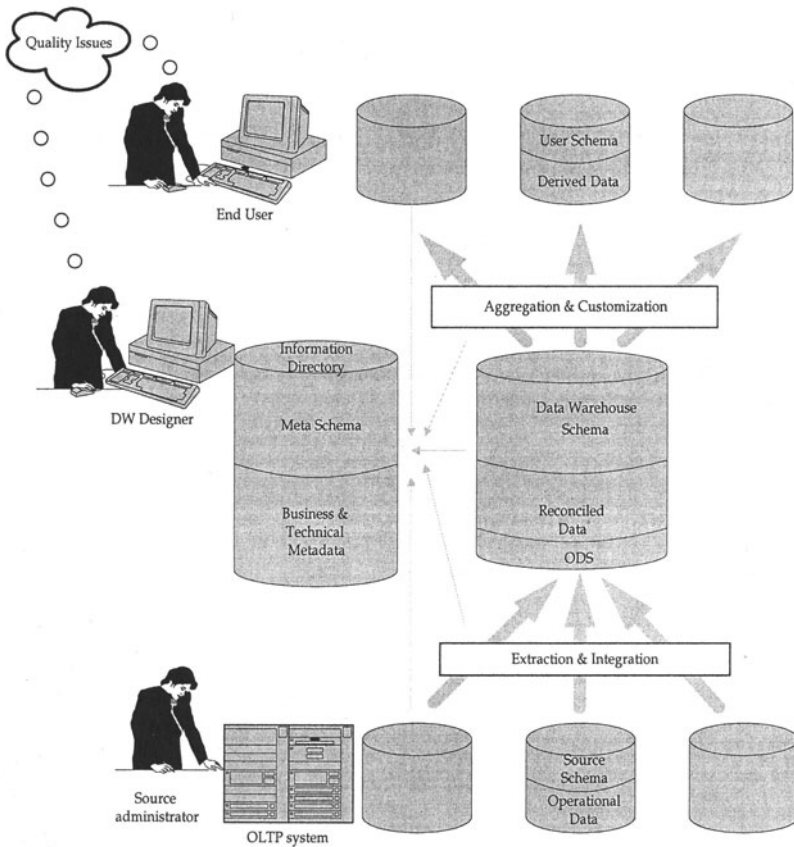 Quality Issues
End User
User Schema
Derived Data
Aggregation & Customization
DW Designer
Information
Directory
Meta Schema
Business &
Technical
Metadata
Data Warehouse
Schema
Reconciled
Data
ODS
Extraction & Integration
Source
administrator
OLTP system
Source
Schema
Operational
Data